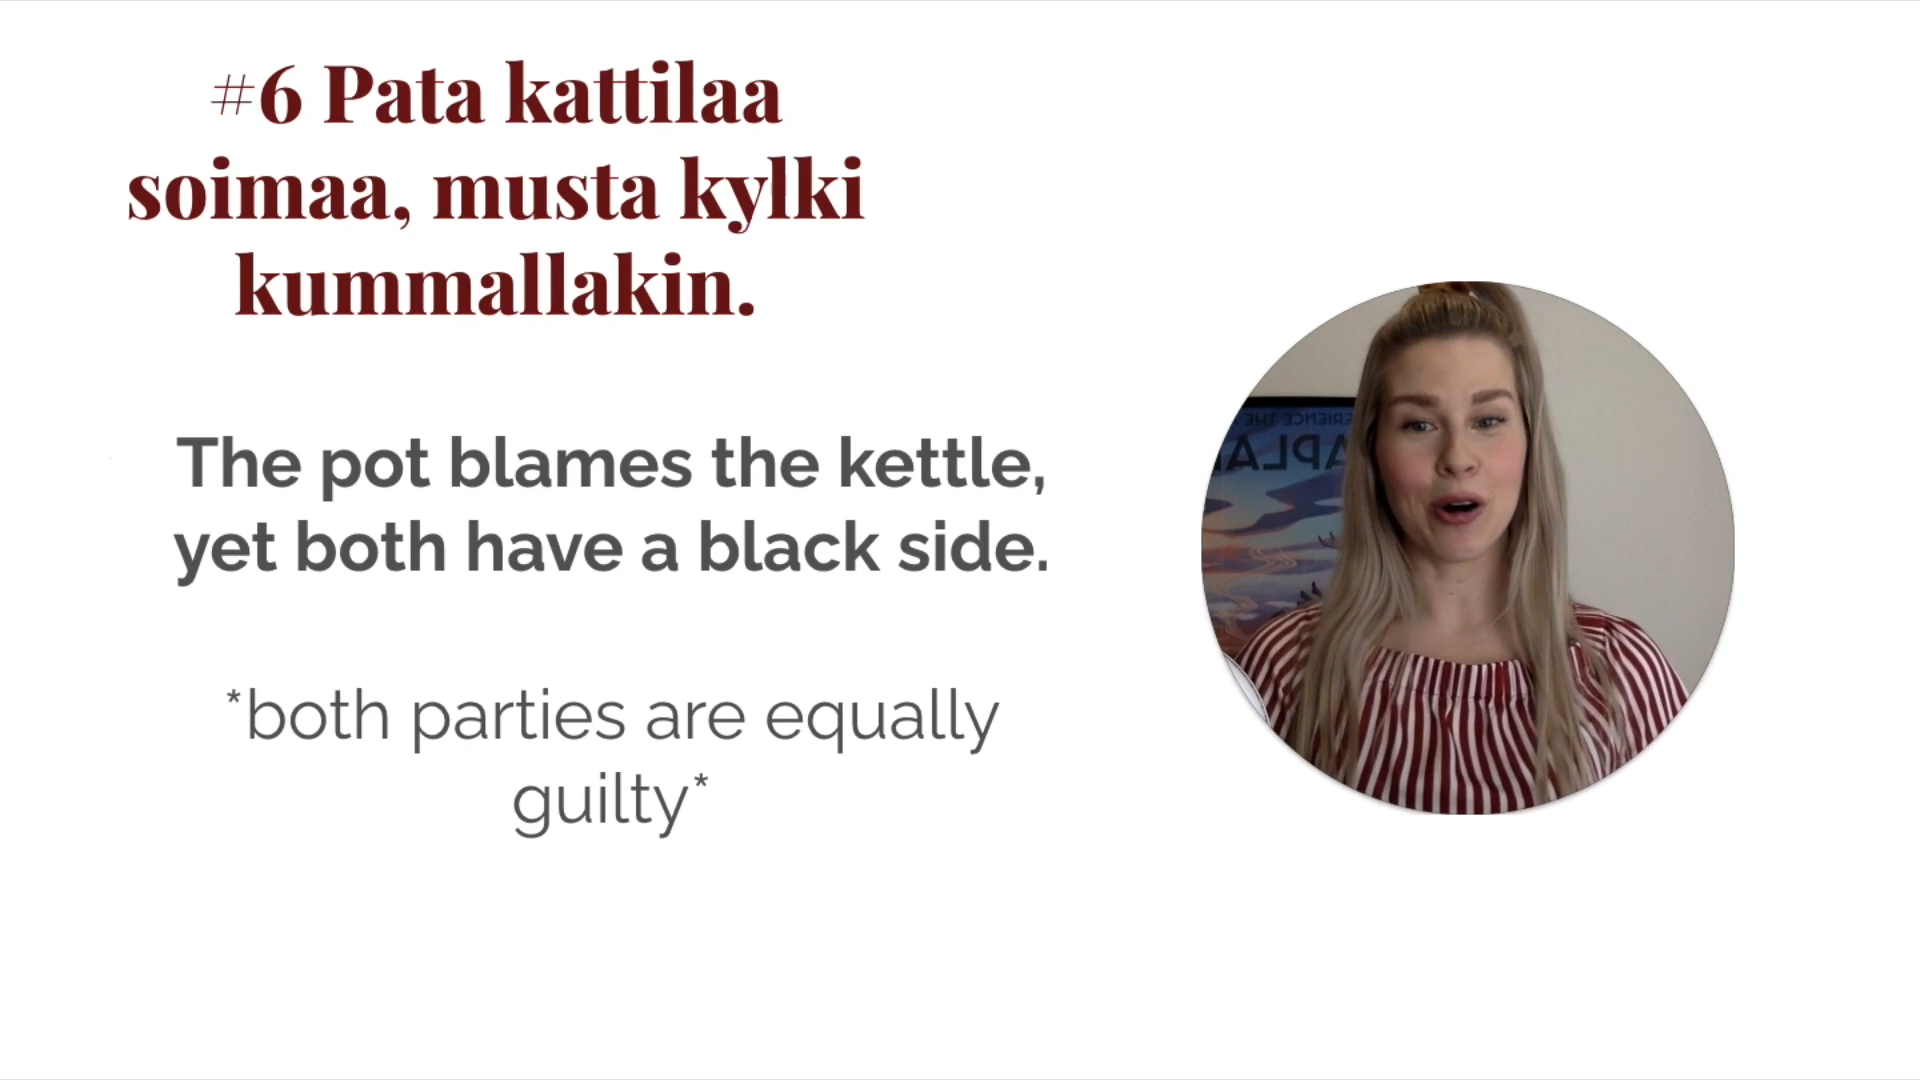 #6 Pata kattilaa
soimaa, musta kylki
kummallakin.
The pot blames the kettle,
yet both have a black side.
*both parties are equally
guilty*
THE